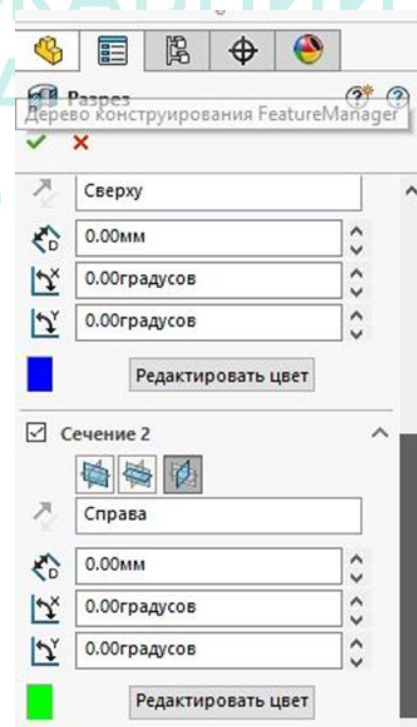 Разрез
Дерево конструирования FeatureManager
Сверху
0.00мм
0.00градусов
0.00градусов
Редактировать цвет
Сечение 2
Справа
0.00мм
0.00градусов
0.00градусов
Редактировать цвет